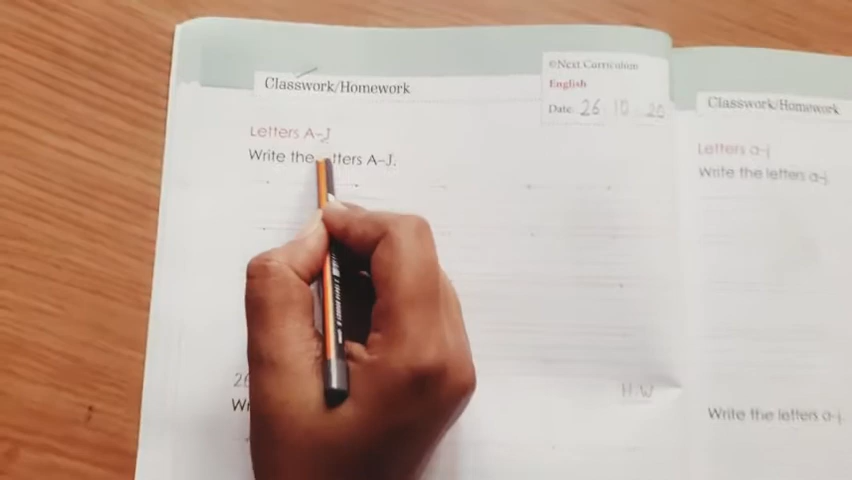 ©Next Curriculum
English
Date: 26 10 20
Classwork/Homework
Letters A–J
Write the letters A–J.
26
H.W
Classwork/Homework
Letters a-j
Write the letters a-j.
Write the letters a-j.